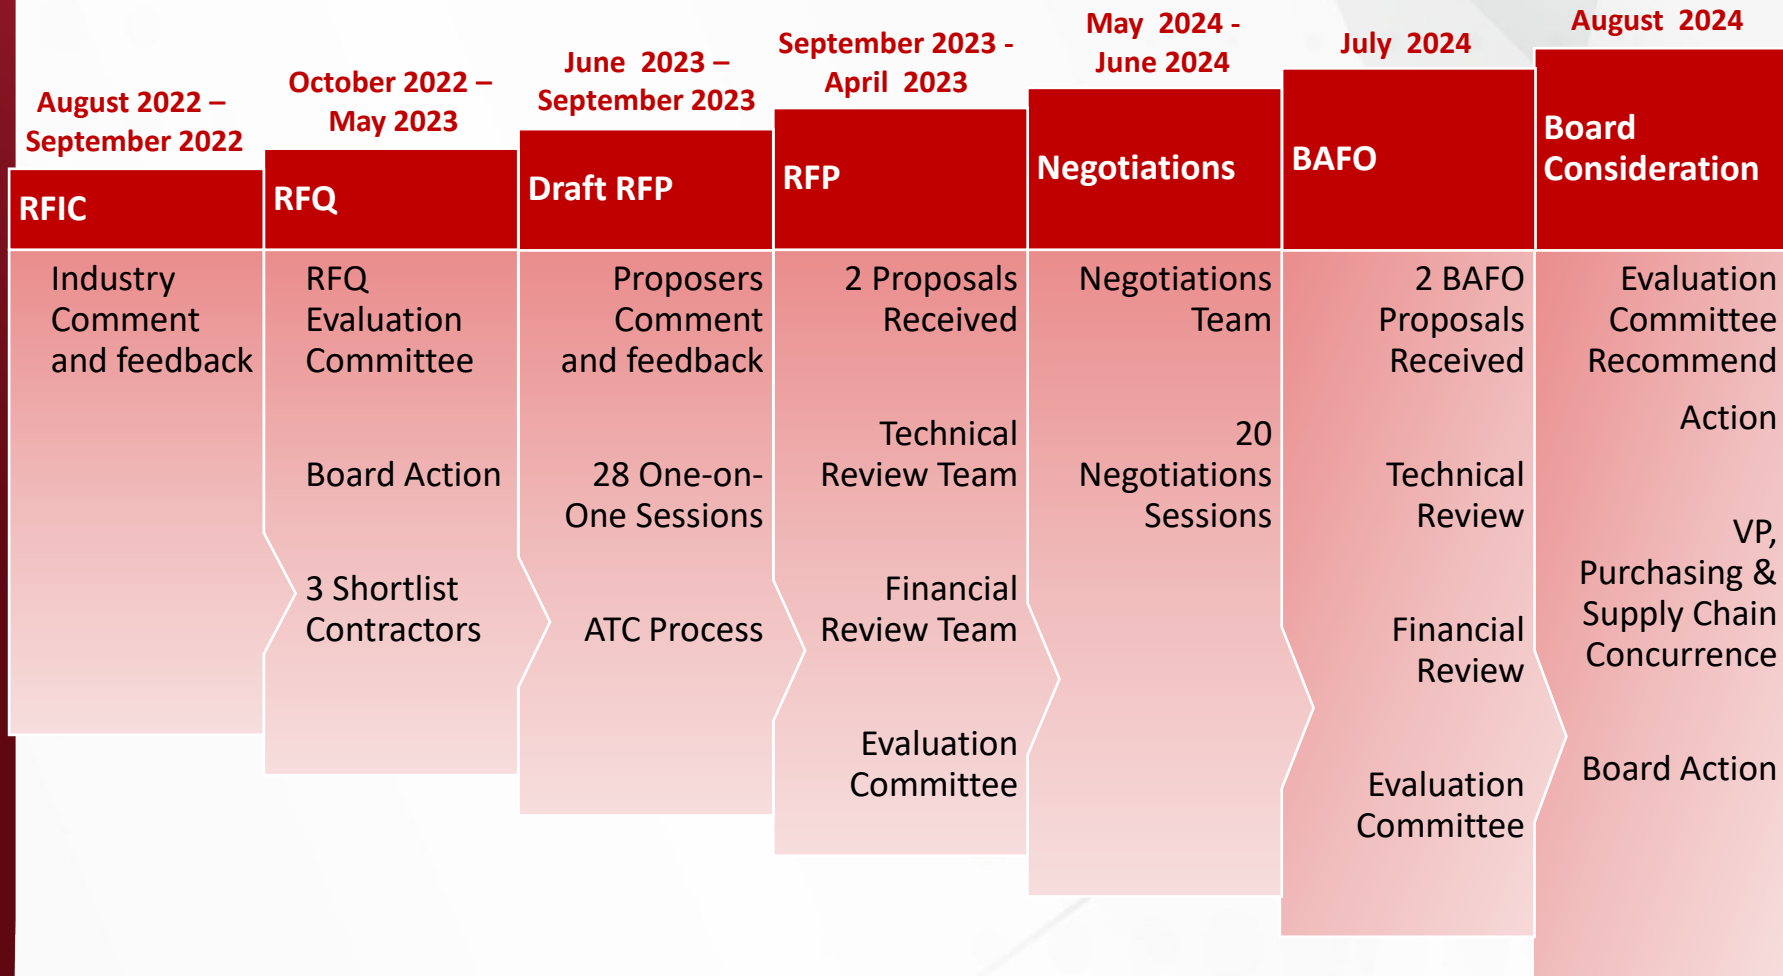 August 2022 –
September 2022
RFIC
Industry
Comment
and feedback
October 2022 –
May 2023
RFQ
RFQ
Evaluation
Committee
Board Action
3 Shortlist
Contractors
June 2023 –
September 2023
Draft RFP
Proposers
Comment
and feedback
28 One-on-
One Sessions
ATC Process
September 2023 -
April 2023
RFP
2 Proposals
Received
Technical
Review Team
Financial
Review Team
Evaluation
Committee
May 2024 -
June 2024
Negotiations
Negotiations
Team
20
Negotiations
Sessions
July 2024
BAFO
2 BAFO
Proposals
Received
Technical
Review
Financial
Review
Evaluation
Committee
August 2024
Board
Consideration
Evaluation
Committee
Recommend
Action
VP,
Purchasing &
Supply Chain
Concurrence
Board Action